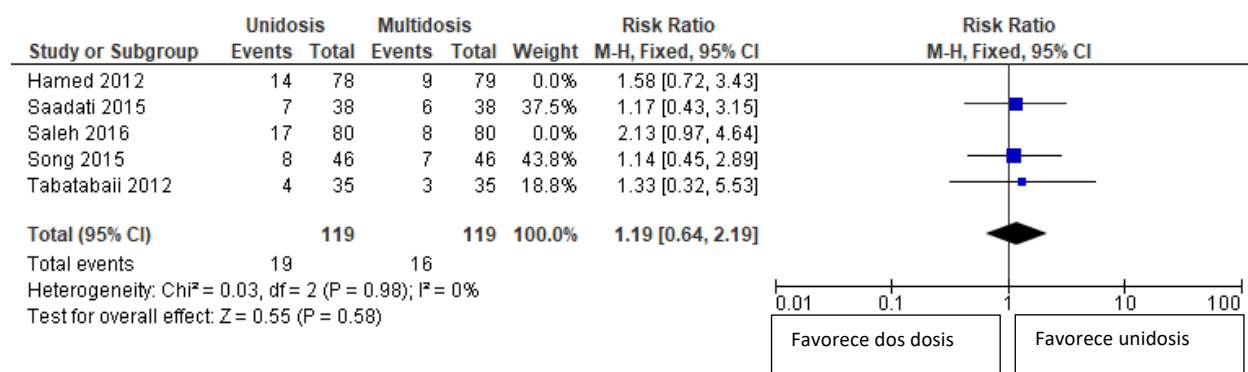 Unidosis Multidosis Risk Ratio Risk Ratio
Study or Subgroup Events Total Events Total Weight M-H, Fixed, 95% CI M-H, Fixed, 95% CI
Hamed 2012 14 78 9 79 0.0% 1.58 [0.72, 3.43]
Saadati 2015 7 38 6 38 37.5% 1.17 [0.43, 3.15]
Saleh 2016 17 80 8 80 0.0% 2.13 [0.97, 4.64]
Song 2015 8 46 7 46 43.8% 1.14 [0.45, 2.89]
Tabatabaii 2012 4 35 3 35 18.8% 1.33 [0.32, 5.53]
Total (95% CI) 119 119 100.0% 1.19 [0.64, 2.19]
Total events 19 16
Heterogeneity: Chi² = 0.03, df = 2 (P = 0.98); I² = 0%
Test for overall effect: Z = 0.55 (P = 0.58)
0.01 0.1 1 10 100
Favorece dos dosis Favorece unidosis